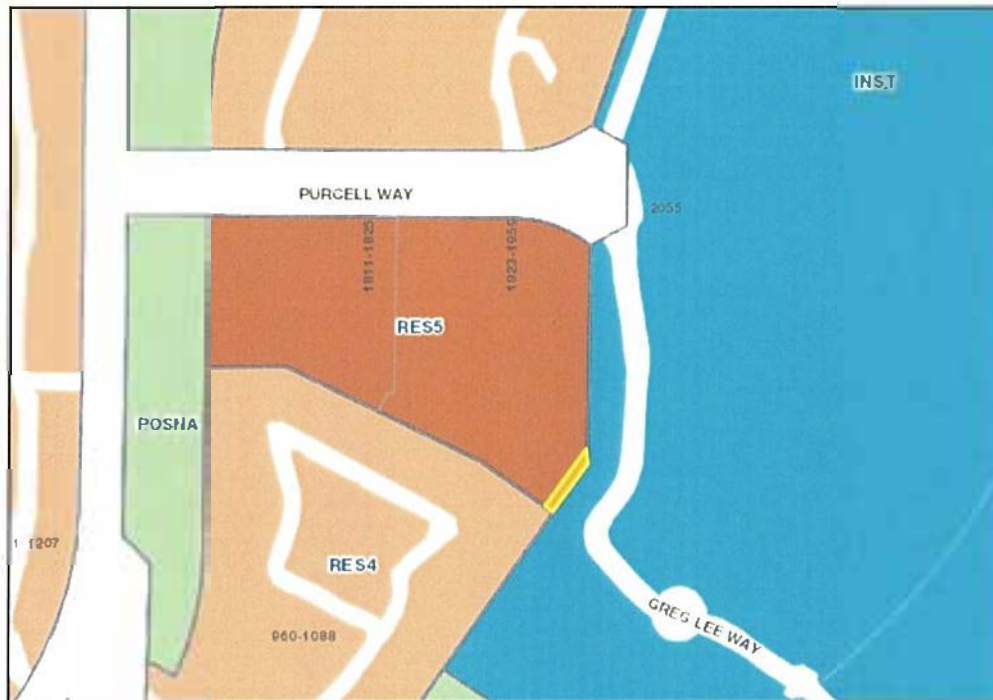 INST
PURCELL WAY
2055
1811-1825
1923-1959
RES5
POSNA
1207
RES4
960-1088
GREG LEE WAY